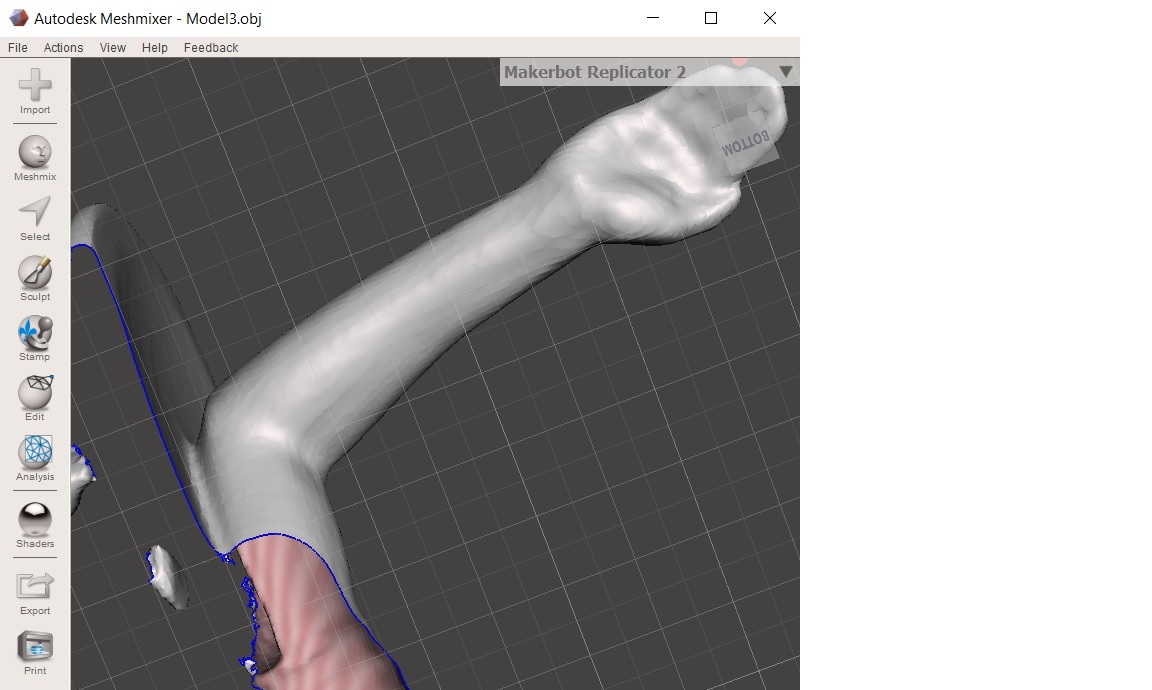 Autodesk Meshmixer - Model3.obj
File Actions View Help Feedback
Makerbot Replicator 2
Import
BOTTOM
Meshmix
Select
Sculpt
Stamp
Edit
Analysis
Shaders
Export
Print